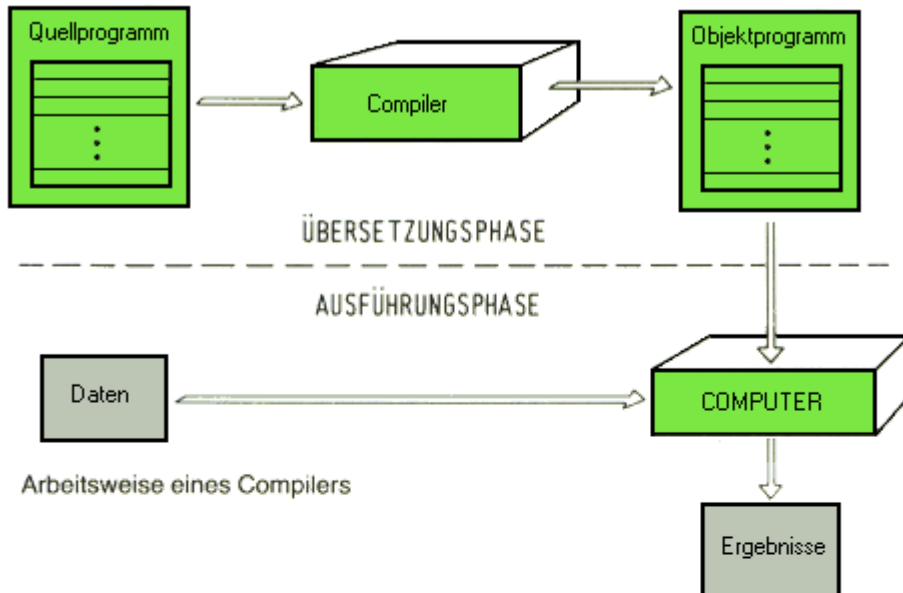 Quellprogramm
Compiler
Objektprogramm
ÜBERSETZUNGSPHASE
AUSFÜHRUNGSPHASE
Daten
COMPUTER
Arbeitsweise eines Compilers
Ergebnisse